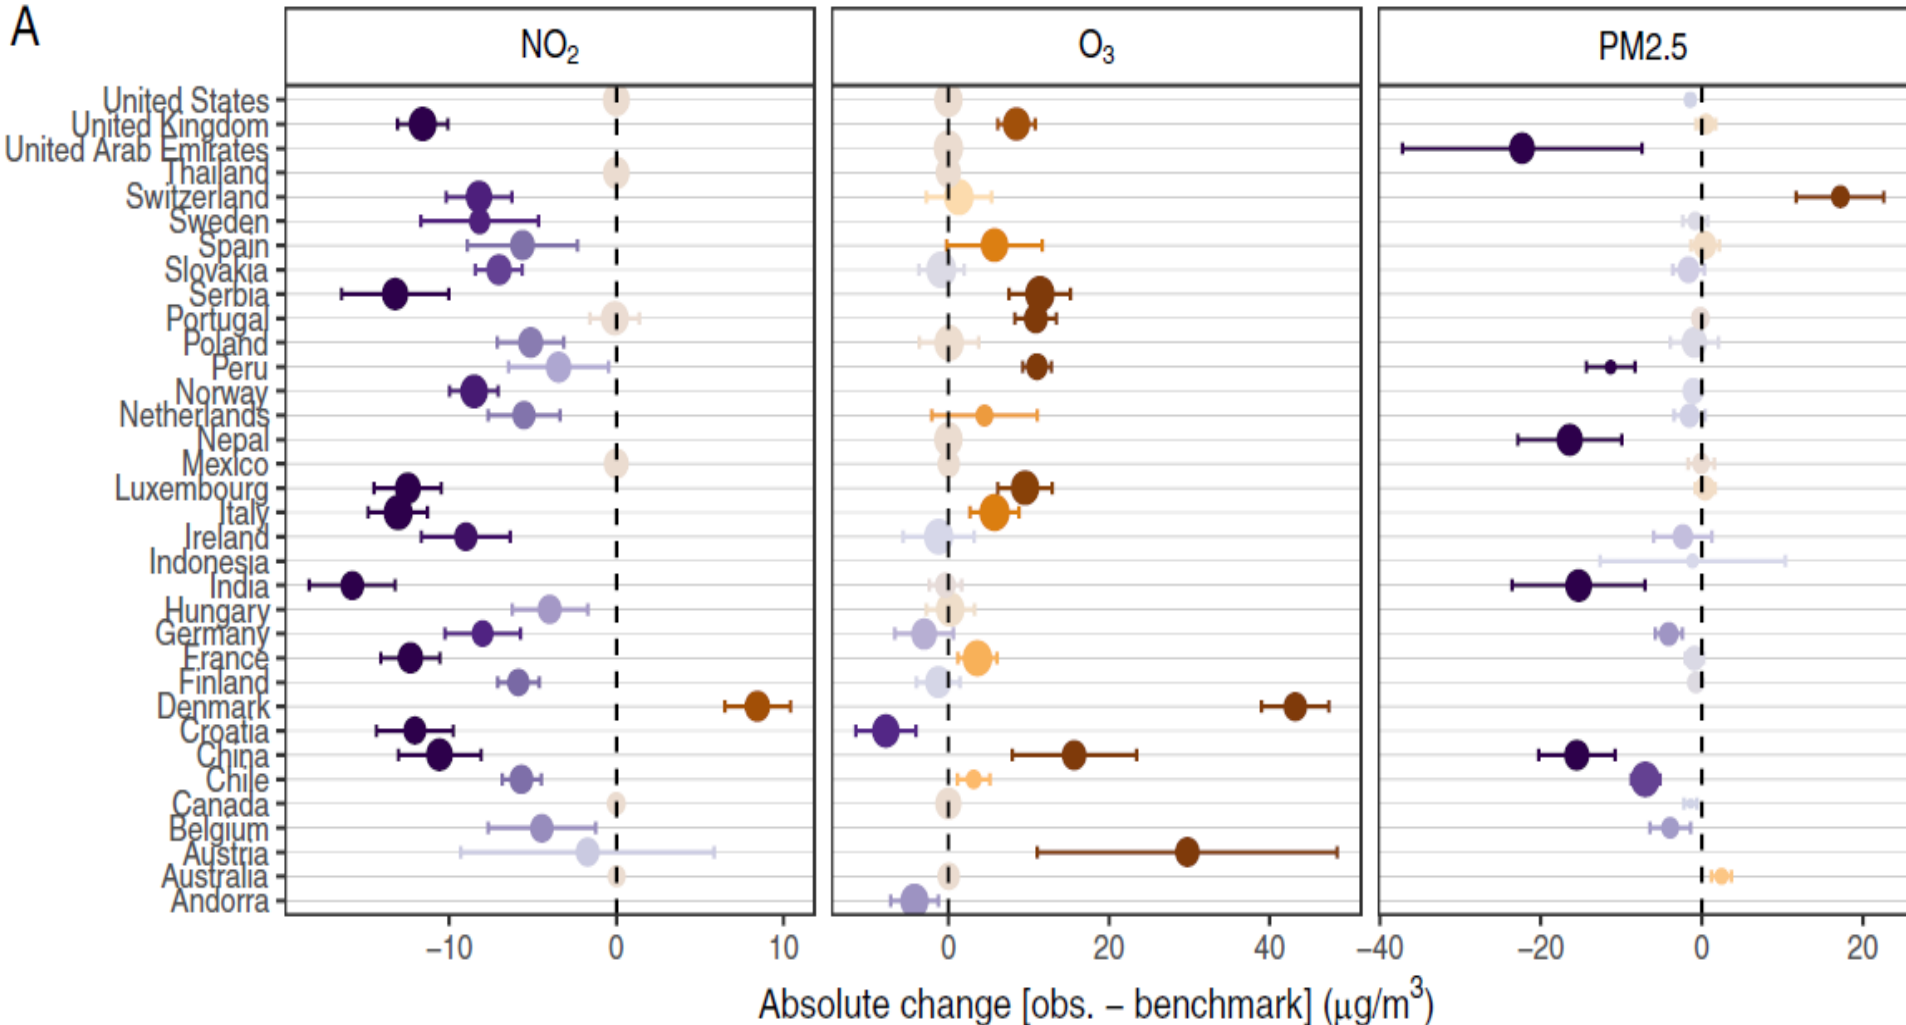 A
NO2
O3
PM2.5
United States
United Kingdom
United Arab Emirates
Thailand
Switzerland
Sweden
Spain
Slovakia
Serbia
Portugal
Poland
Peru
Norway
Netherlands
Nepal
Mexico
Luxembourg
Italy
Ireland
Indonesia
India
Hungary
Germany
France
Finland
Denmark
Croatia
China
Chile
Canada
Belgium
Austria
Australia
Andorra
−10 0 10
0 20 40
−40 −20 0 20
Absolute change [obs. – benchmark] (μg/m³)